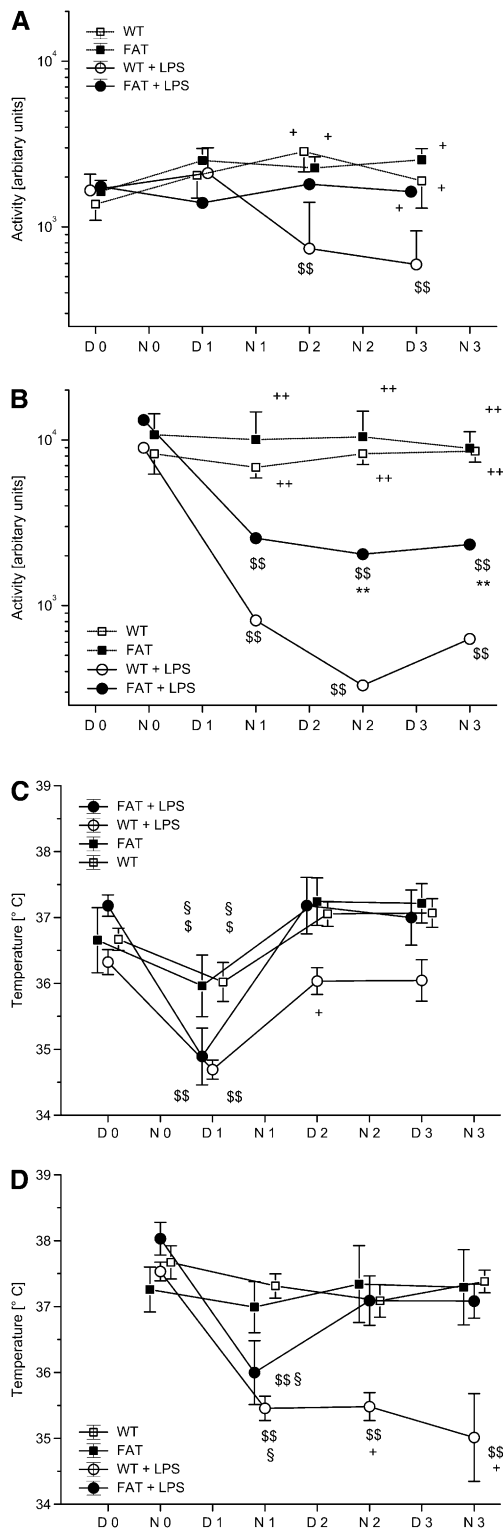 A
WT
FAT
WT + LPS
FAT + LPS
10⁴
10³
Activity [arbitary units]
+ +
+
+
+
$$
$$
D 0 N 0 D 1 N 1 D 2 N 2 D 3 N 3
B
++ ++ ++
10⁴
++ ++ ++
Activity [arbitary units]
$$ $$ $$
** **
10³
$$ $$ $$
WT
FAT
WT + LPS
FAT + LPS
D 0 N 0 D 1 N 1 D 2 N 2 D 3 N 3
C
39
FAT + LPS
WT + LPS
FAT
WT
38
37
36
35
34
Temperature [° C]
§ §
$ $
+
$$ $$
D 0 N 0 D 1 N 1 D 2 N 2 D 3 N 3
D
39
38
37
36
35
34
Temperature [° C]
$$ §
$$ $$ $$
§ + +
WT
FAT
WT + LPS
FAT + LPS
D 0 N 0 D 1 N 1 D 2 N 2 D 3 N 3